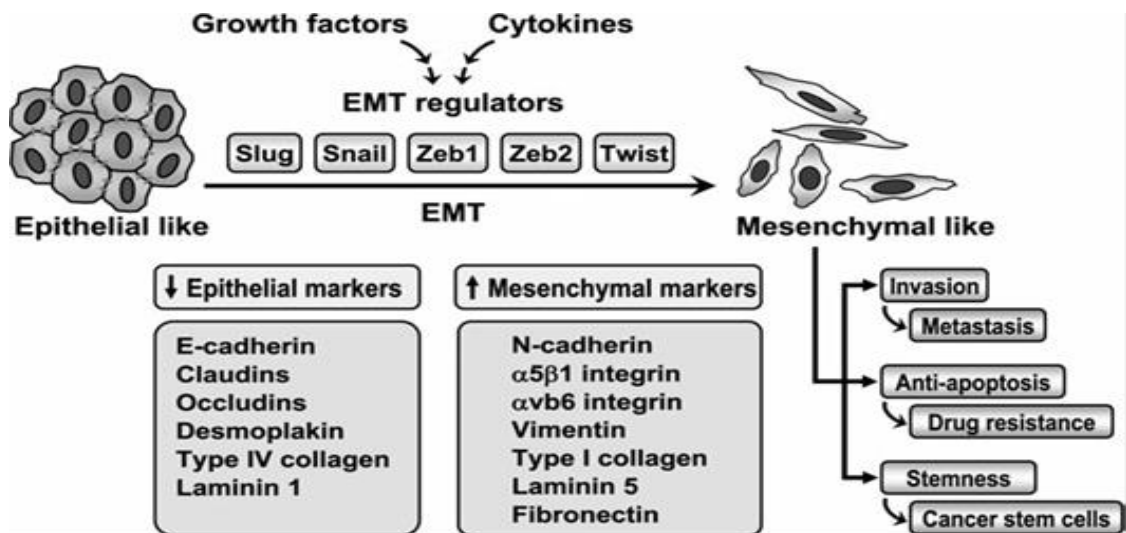 Growth factors Cytokines
EMT regulators
Slug Snail Zeb1 Zeb2 Twist
EMT
Epithelial like
Mesenchymal like
↓ Epithelial markers
E-cadherin
Claudins
Occludins
Desmoplakin
Type IV collagen
Laminin 1
↑ Mesenchymal markers
N-cadherin
α5β1 integrin
αvb6 integrin
Vimentin
Type I collagen
Laminin 5
Fibronectin
Invasion
Metastasis
Anti-apoptosis
Drug resistance
Stemness
Cancer stem cells